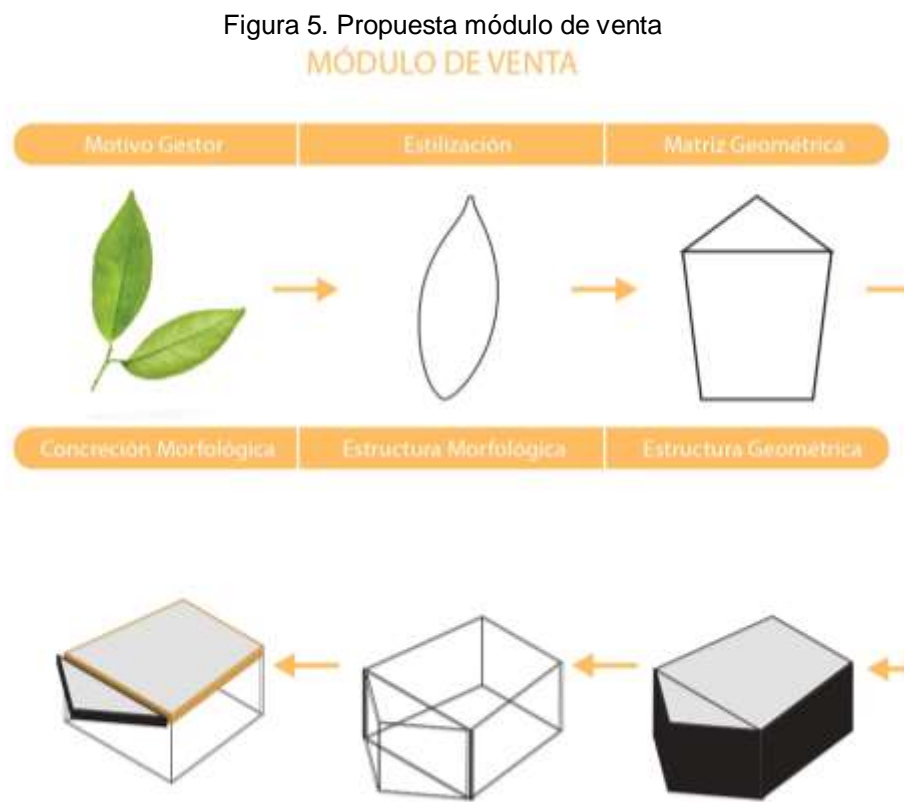 Figura 5. Propuesta módulo de venta
MÓDULO DE VENTA
Motivo Gestor
Estilización
Matriz Geométrica
Concreción Morfológica
Estructura Morfológica
Estructura Geométrica